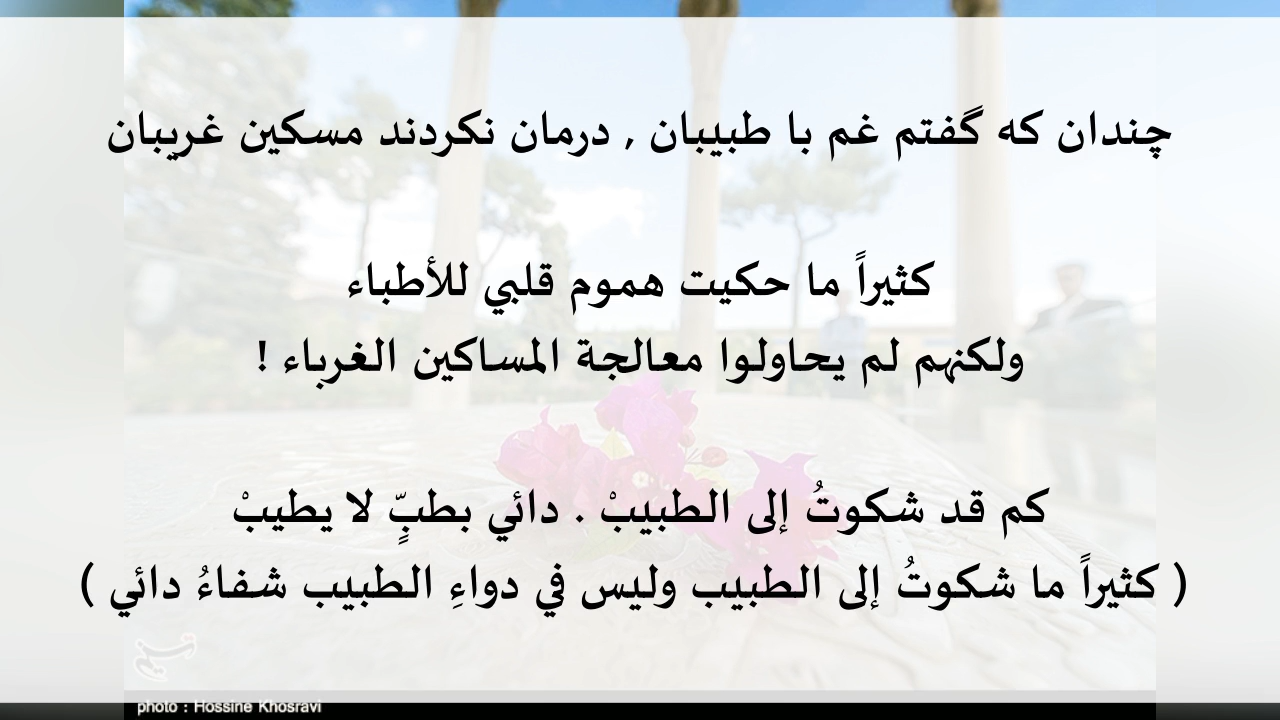 چندان که گفتم غم با طبیبان , درمان نکردند مسکین غریبان
كثيراً ما حكيت هموم قلبي للأطباء
ولكنهم لم يحاولوا معالجة المساكين الغرباء !
كم قد شكوتُ إلى الطبيبْ . دائي بطبٍّ لا يطيبْ
( كثيراً ما شكوتُ إلى الطبيب وليس في دواءِ الطبيب شفاءُ دائي )
تسنیم
photo : Hossine Khosravi